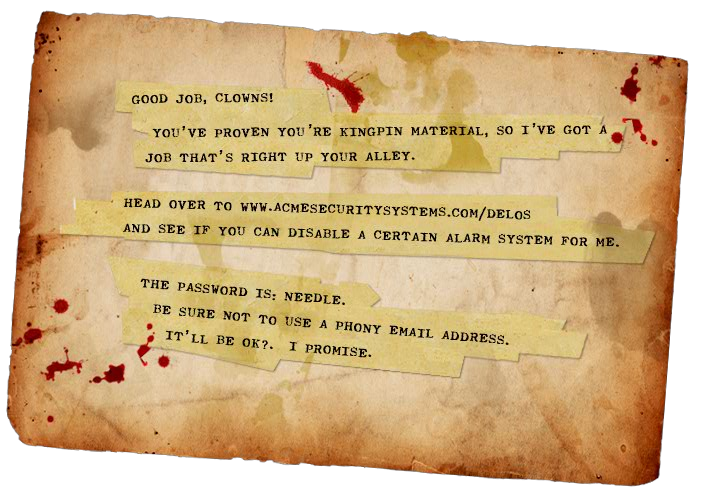 GOOD JOB, CLOWNS!
YOU'VE PROVEN YOU'RE KINGPIN MATERIAL, SO I'VE GOT A
JOB THAT'S RIGHT UP YOUR ALLEY.
HEAD OVER TO WWW.ACMESECURITYSYSTEMS.COM/DELOS
AND SEE IF YOU CAN DISABLE A CERTAIN ALARM SYSTEM FOR ME.
THE PASSWORD IS: NEEDLE.
BE SURE NOT TO USE A PHONY EMAIL ADDRESS.
IT'LL BE OK?. I PROMISE.